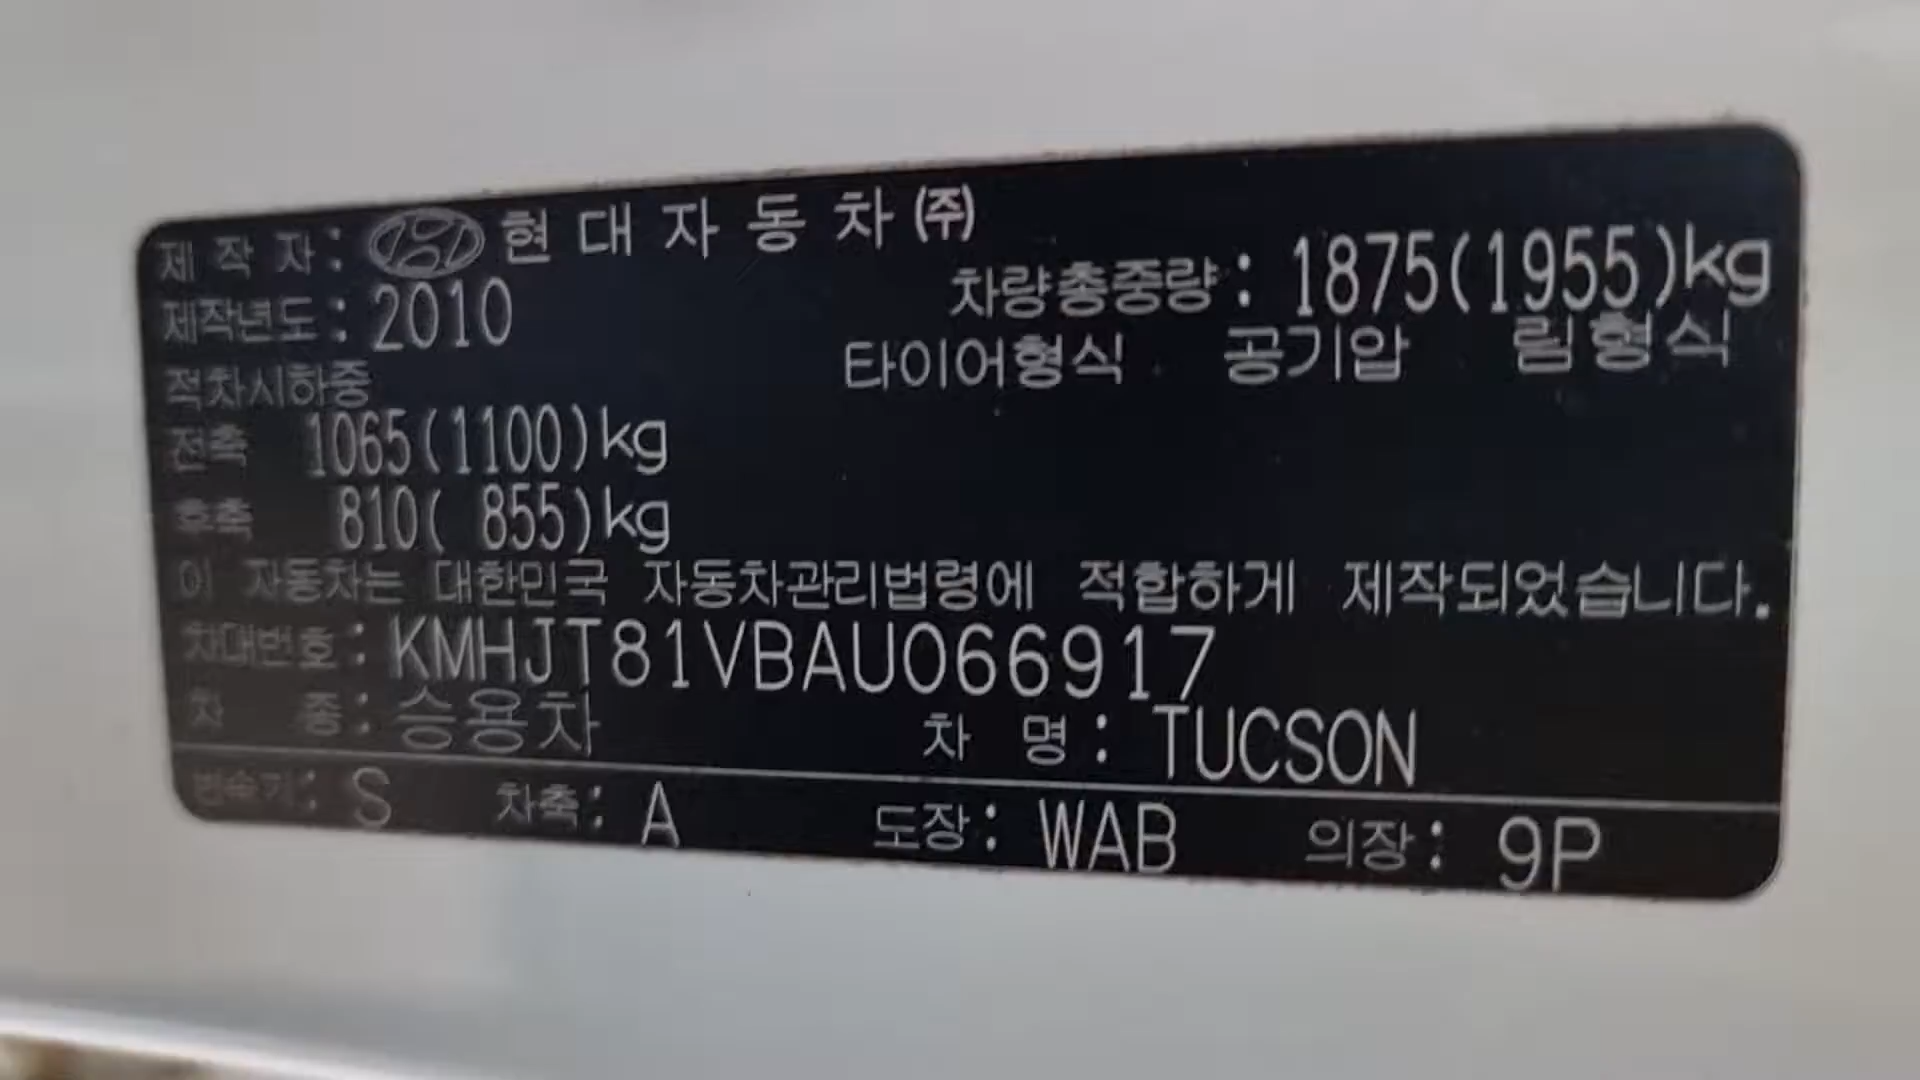 제 작 자 : 현 대 자 동 차 ㈜
제작년도 : 2010
차량총중량 : 1875(1955)kg
적차시하중
타이어형식 공기압 림형식
전축 1065(1100)kg
후축 810( 855)kg
이 자동차는 대한민국 자동차관리법령에 적합하게 제작되었습니다.
차대번호 : KMHJT81VBAU066917
차 종 : 승용차 차 명 : TUCSON
변속기 : S 차축 : A 도장 : WAB 의장 : 9P